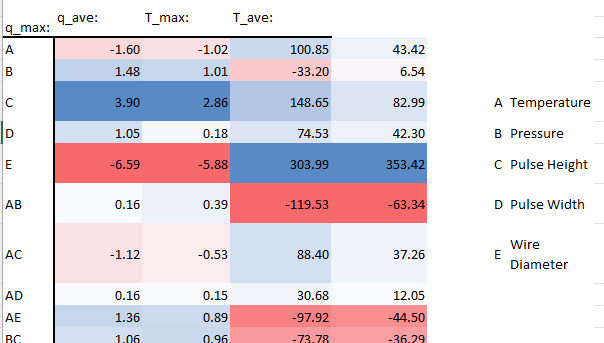 q_max: q_ave: T_max: T_ave:
A -1.60 -1.02 100.85 43.42
B 1.48 1.01 -33.20 6.54
C 3.90 2.86 148.65 82.99 A Temperature
D 1.05 0.18 74.53 42.30 B Pressure
E -6.59 -5.88 303.99 353.42 C Pulse Height
AB 0.16 0.39 -119.53 -63.34 D Pulse Width
AC -1.12 -0.53 88.40 37.26 E Wire Diameter
AD 0.16 0.15 30.68 12.05
AE 1.36 0.89 -97.92 -44.50
BC 1.06 0.96 -73.78 -36.29